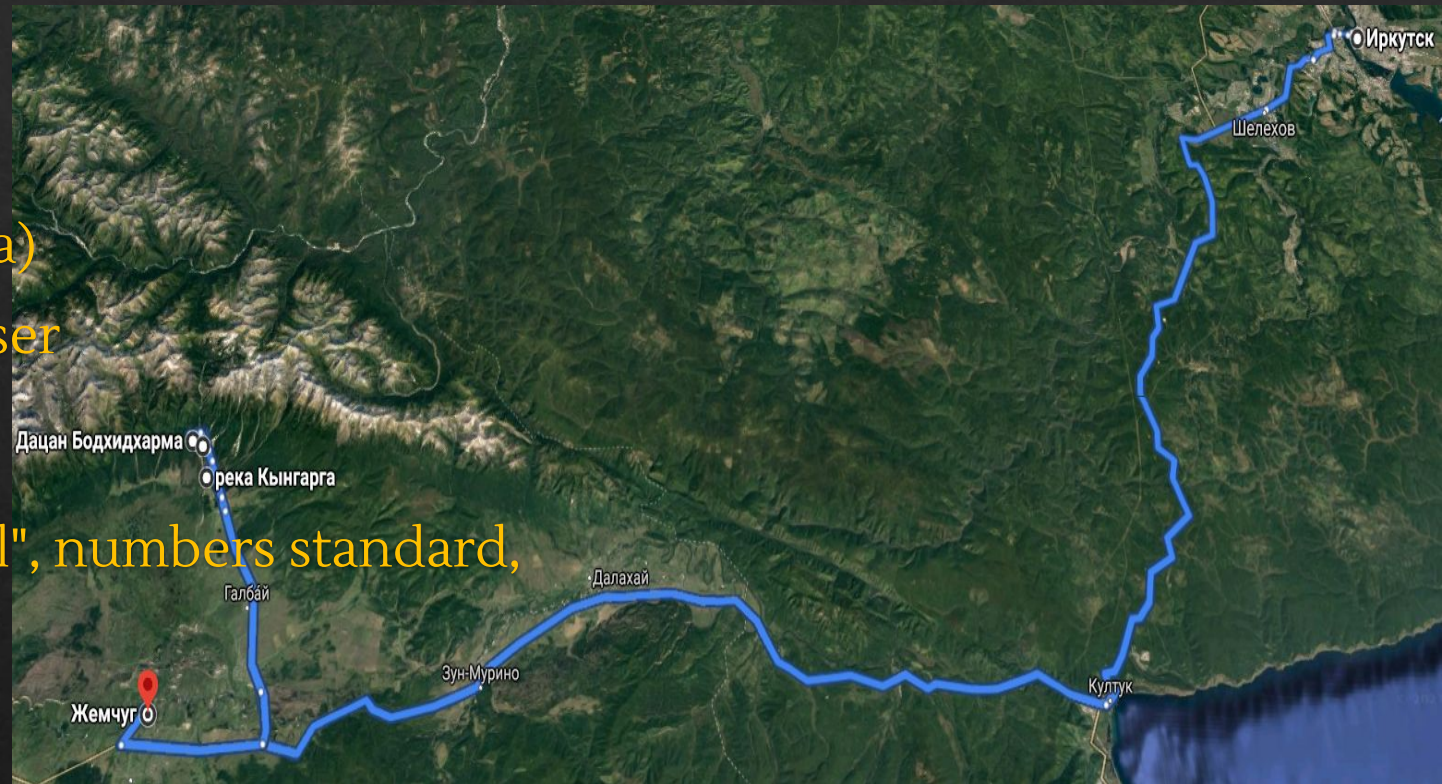 Иркутск
Шелехов
a)
ser
Дацан Бодхидхарма
река Кынгарга
l", numbers standard,
Далахай
Галбай
Зун-Мурино
Култук
Жемчуг